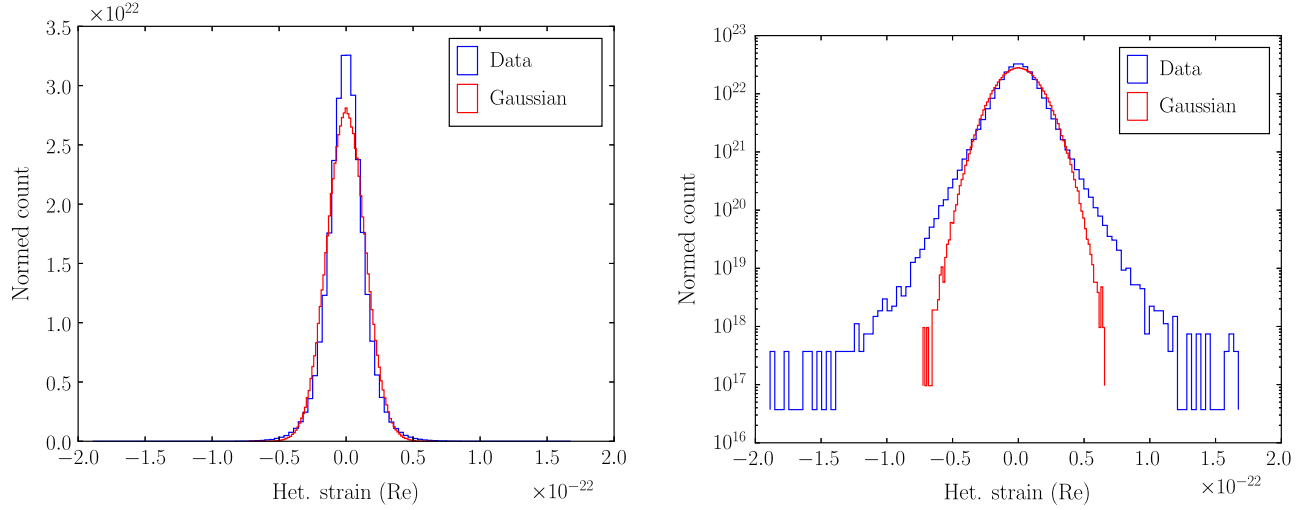 ×10^22
3.5
3.0
2.5
2.0
1.5
1.0
0.5
0.0
Normed count
Data
Gaussian
−2.0 −1.5 −1.0 −0.5 0.0 0.5 1.0 1.5 2.0
Het. strain (Re)
×10−22
10^23
10^22
10^21
10^20
10^19
10^18
10^17
10^16
Normed count
Data
Gaussian
−2.0 −1.5 −1.0 −0.5 0.0 0.5 1.0 1.5 2.0
Het. strain (Re)
×10−22